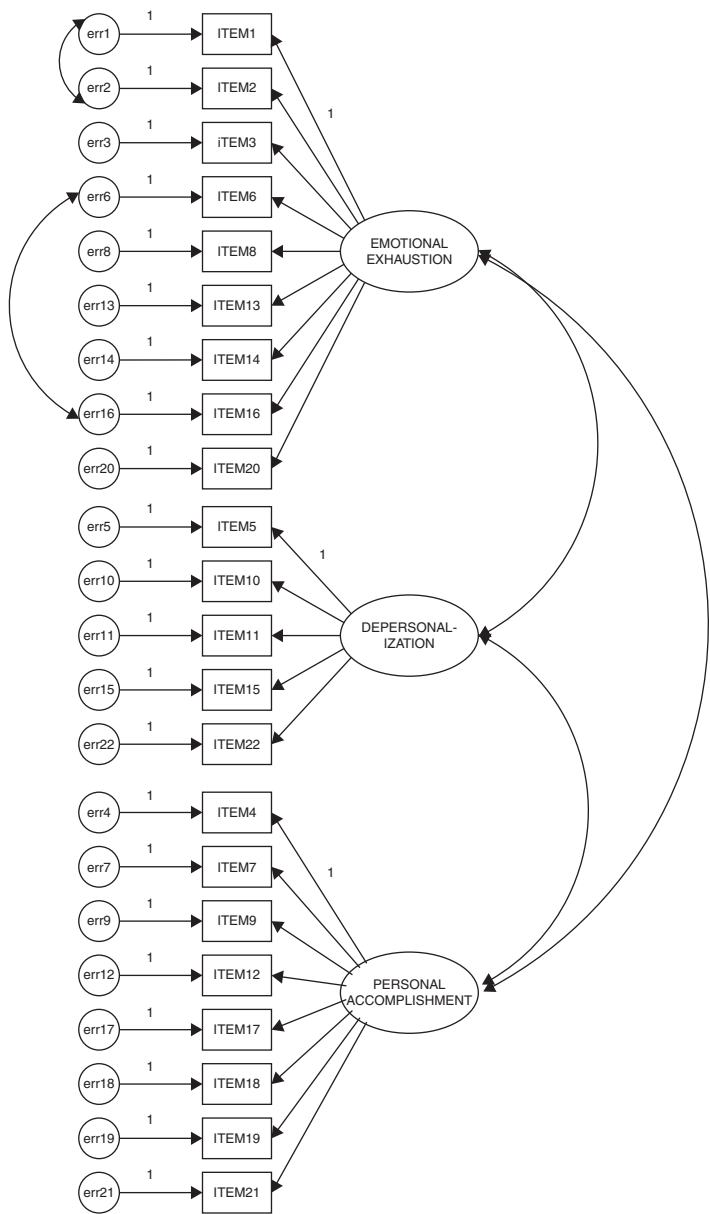 err1 1 ITEM1
err2 1 ITEM2
1
err3 1 iTEM3
err6 1 ITEM6
err8 1 ITEM8
EMOTIONAL
EXHAUSTION
err13 1 ITEM13
err14 1 ITEM14
err16 1 ITEM16
err20 1 ITEM20
err5 1 ITEM5
1
err10 1 ITEM10
err11 1 ITEM11
DEPERSONAL-
IZATION
err15 1 ITEM15
err22 1 ITEM22
err4 1 ITEM4
err7 1 ITEM7
1
err9 1 ITEM9
err12 1 ITEM12
PERSONAL
ACCOMPLISHMENT
err17 1 ITEM17
err18 1 ITEM18
err19 1 ITEM19
err21 1 ITEM21